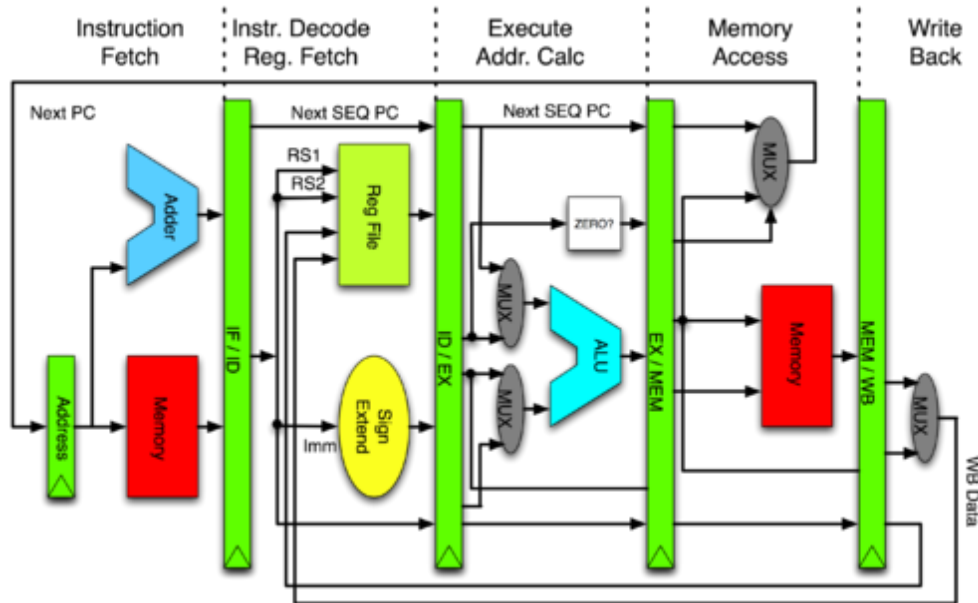 Instruction
Fetch
Instr. Decode
Reg. Fetch
Execute
Addr. Calc
Memory
Access
Write
Back
Next PC
Next SEQ PC
Next SEQ PC
RS1
RS2
Reg File
MUX
Adder
ZERO?
MUX
IF / ID
ID / EX
ALU
EX / MEM
Memory
MEM / WB
Address
Memory
Sign
Extend
Imm
MUX
MUX
WB Data